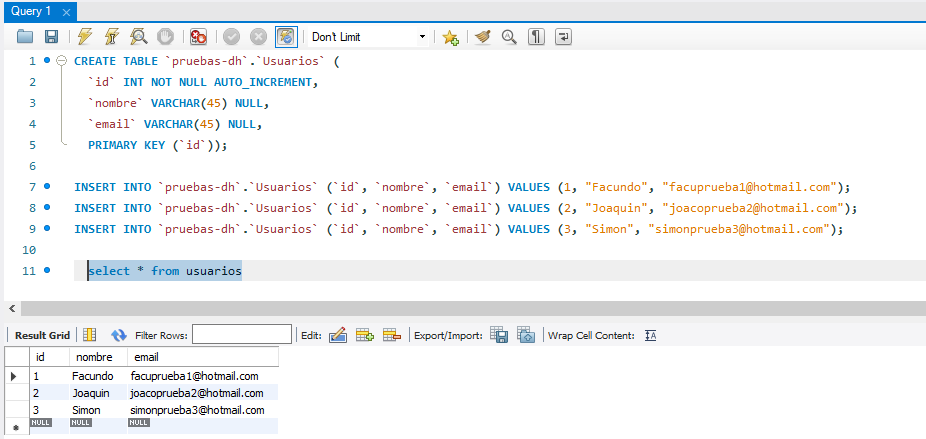 Query 1
Don't Limit
1 CREATE TABLE `pruebas-dh`.`Usuarios` (
2 `id` INT NOT NULL AUTO_INCREMENT,
3 `nombre` VARCHAR(45) NULL,
4 `email` VARCHAR(45) NULL,
5 PRIMARY KEY (`id`));
6
7 INSERT INTO `pruebas-dh`.`Usuarios` (`id`, `nombre`, `email`) VALUES (1, "Facundo", "facuprueba1@hotmail.com");
8 INSERT INTO `pruebas-dh`.`Usuarios` (`id`, `nombre`, `email`) VALUES (2, "Joaquin", "joacoprueba2@hotmail.com");
9 INSERT INTO `pruebas-dh`.`Usuarios` (`id`, `nombre`, `email`) VALUES (3, "Simon", "simonprueba3@hotmail.com");
10
11 select * from usuarios
Result Grid Filter Rows: Edit: Export/Import: Wrap Cell Content: IA
id nombre email
1 Facundo facuprueba1@hotmail.com
2 Joaquin joacoprueba2@hotmail.com
3 Simon simonprueba3@hotmail.com
NULL NULL NULL